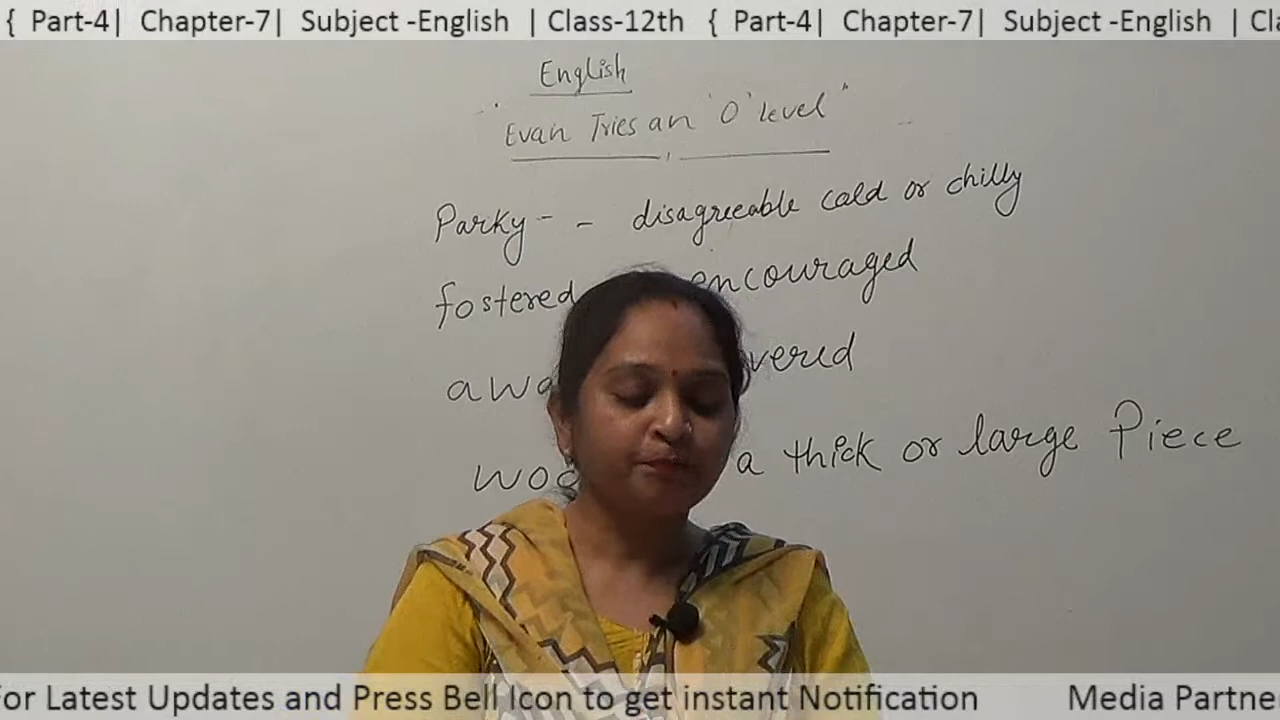 { Part-4| Chapter-7| Subject -English | Class-12th { Part-4| Chapter-7| Subject -English | Cla
English
"Evan Tries an 'O' level"
Parky - - disagreeable cold or chilly
fostered encouraged
a thick or large Piece
For Latest Updates and Press Bell Icon to get instant Notification Media Partne